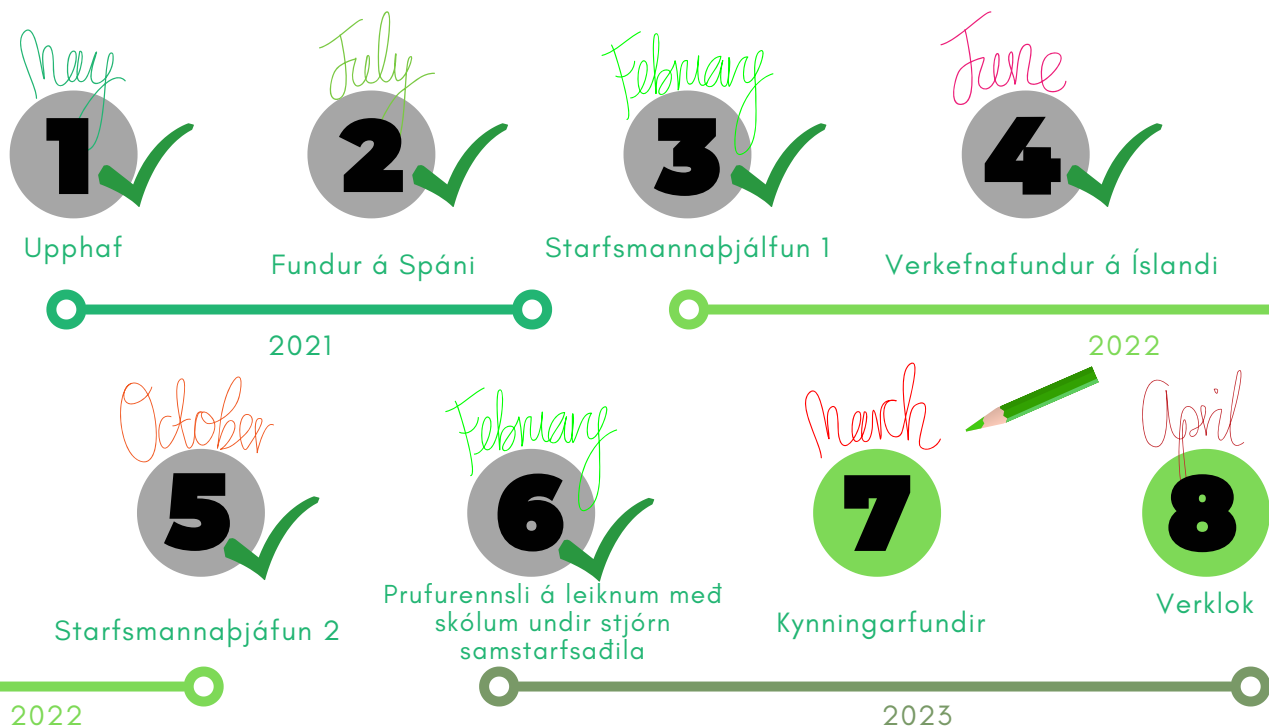 May
1
Upphaf
July
2
Fundur á Spáni
February
3
Starfsmannaþjálfun 1
June
4
Verkefnafundur á Íslandi
2021
2022
October
5
Starfsmannaþjáfun 2
February
6
Prufurennsli á leiknum með
skólum undir stjórn
samstarfsaðila
March
7
Kynningarfundir
April
8
Verklok
2022
2023